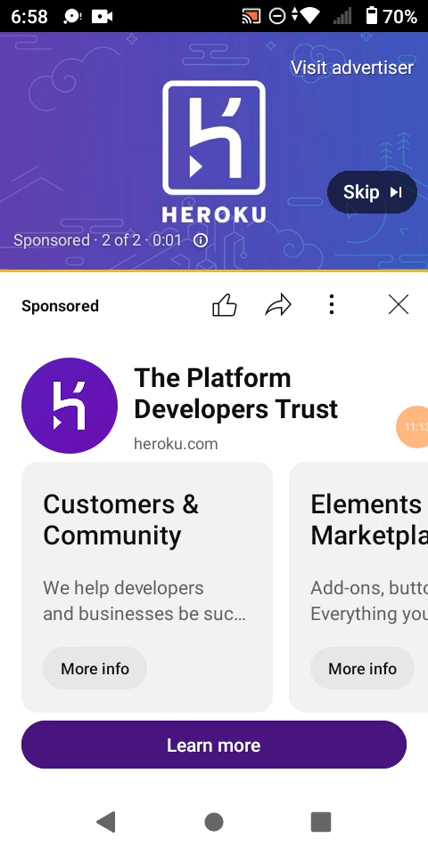 6:58
70%
Visit advertiser
HEROKU
Skip
Sponsored · 2 of 2 · 0:01
Sponsored
The Platform
Developers Trust
heroku.com
11:13
Customers &
Community
We help developers
and businesses be suc...
More info
Elements
Marketpla
Add-ons, butto
Everything you
More info
Learn more